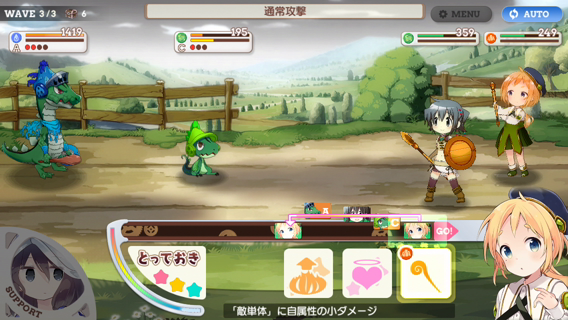 WAVE 3/3 6
通常攻撃
MENU
AUTO
1419
A
195
C
359
249
A
C
GO!
とっておき
SUPPORT
「敵単体」に自属性の小ダメージ